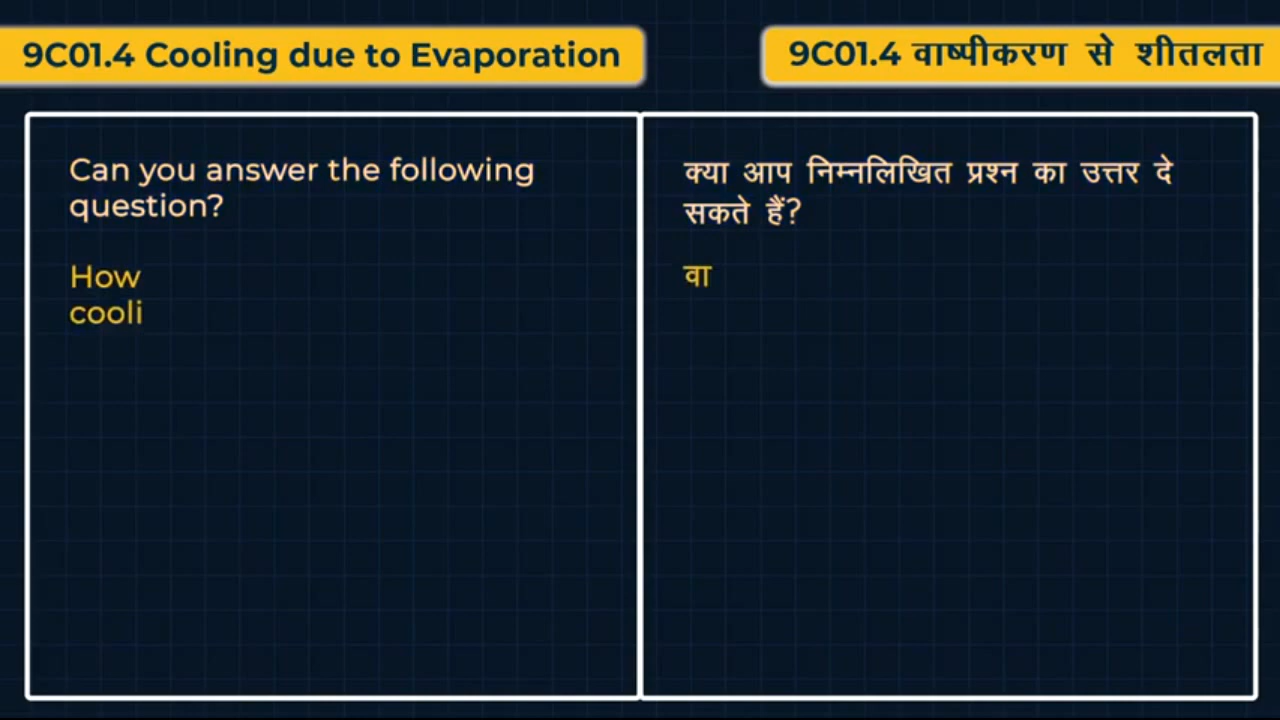 9C01.4 Cooling due to Evaporation
9C01.4 वाष्पीकरण से शीतलता
Can you answer the following
question?
How
cooli
क्या आप निम्नलिखित प्रश्न का उत्तर दे
सकते हैं?
वा